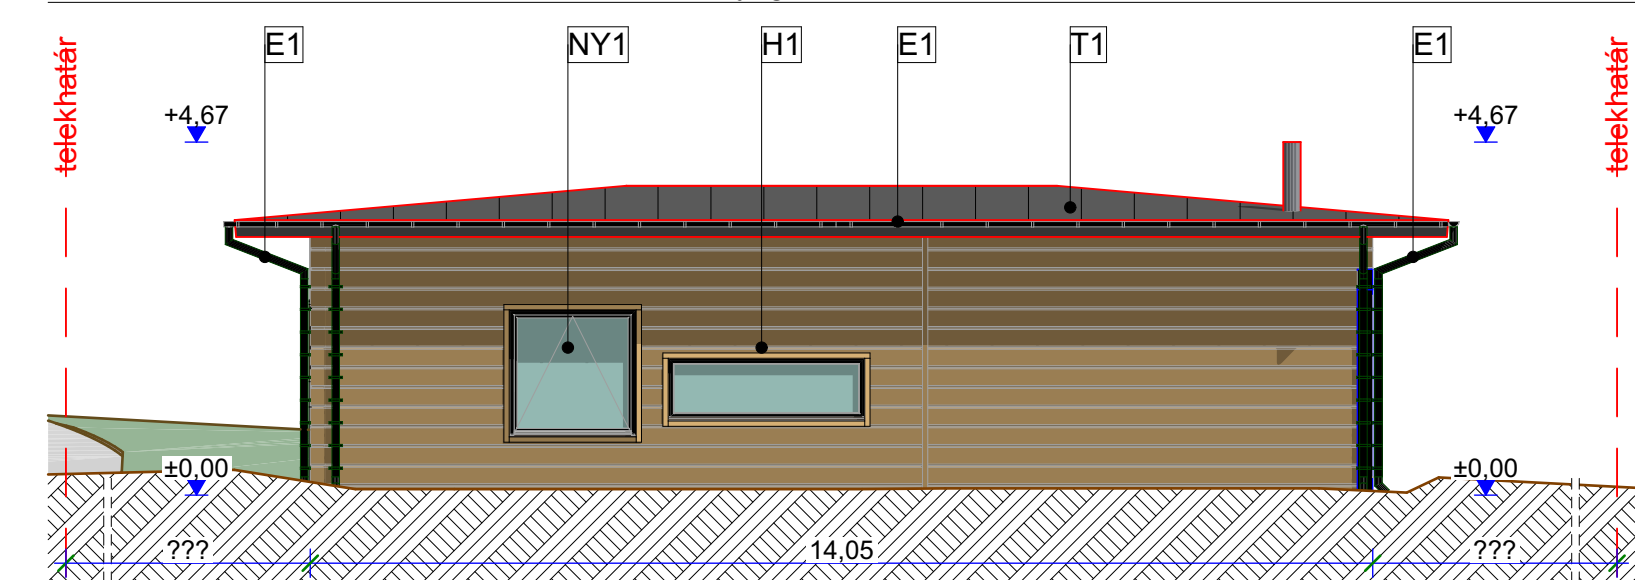 E1
NY1
H1
E1
T1
E1
telekhatár
telekhatár
+4,67
+4,67
±0,00
±0,00
???
14,05
???